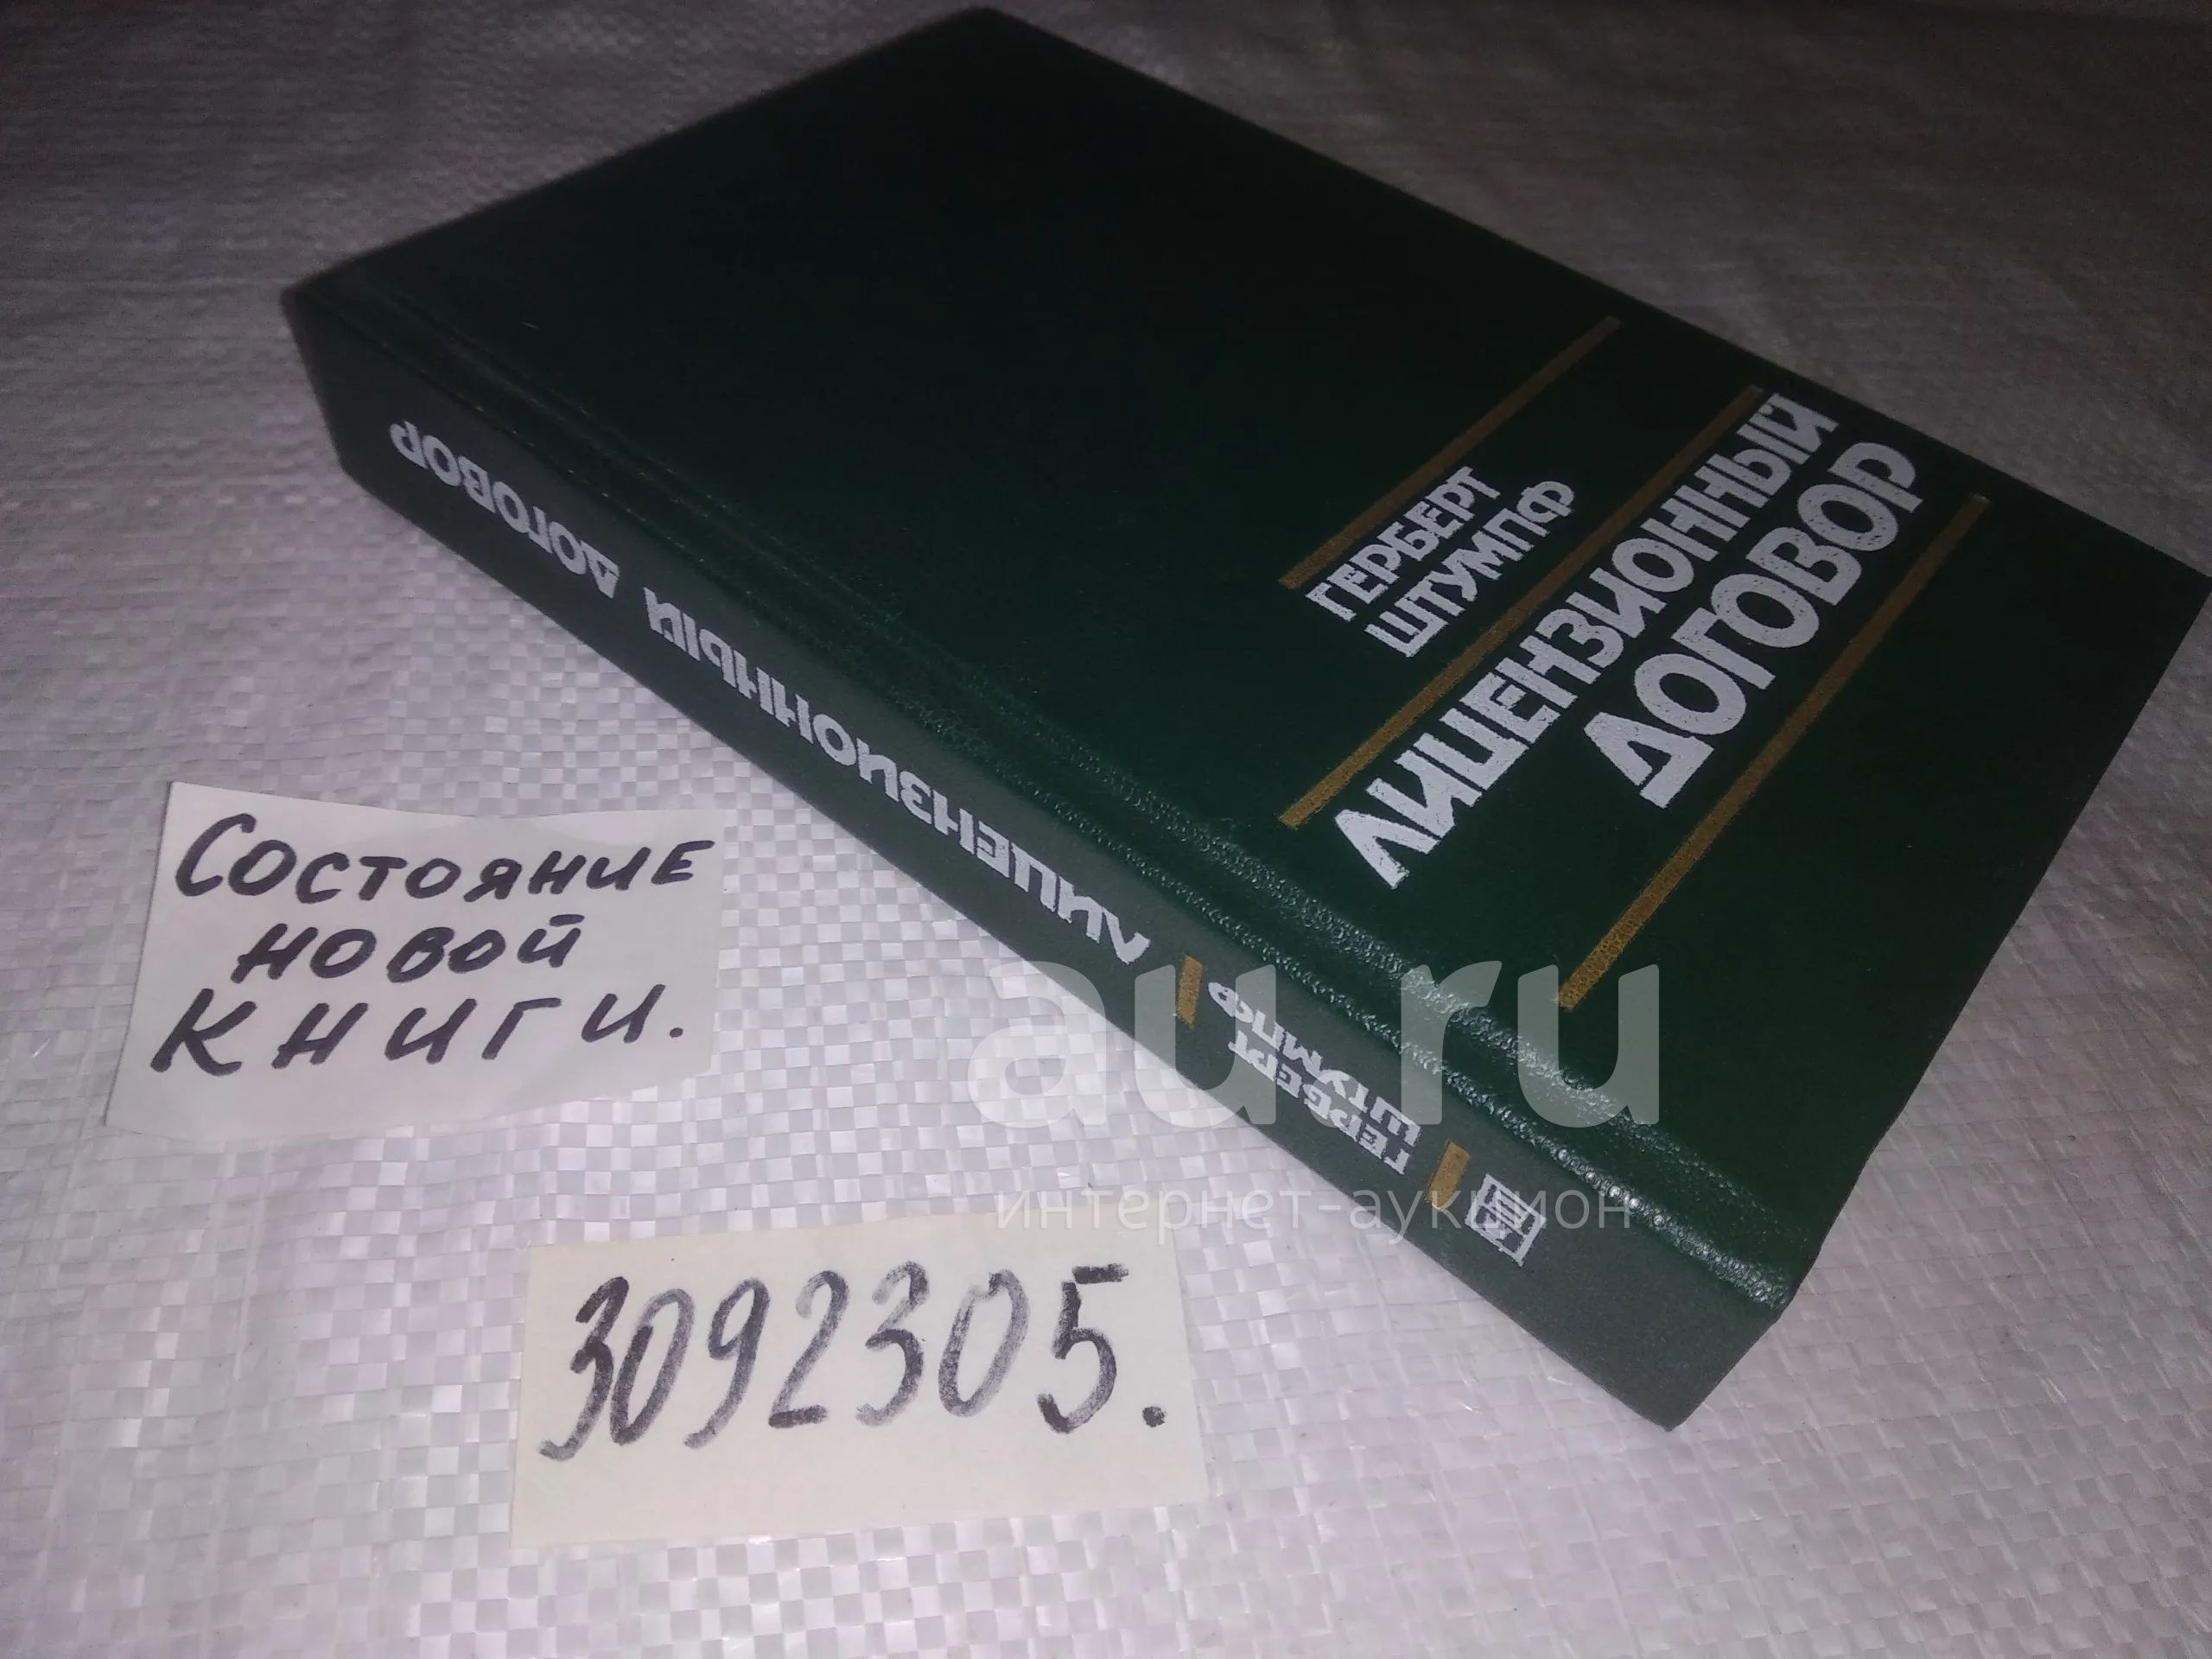 ГЕРБЕРТ
ШТУМПФ
ЛИЦЕНЗИОННЫЙ
ДОГОВОР
ГЕРБЕРТ
ШТУМПФ
ЛИЦЕНЗИОННЫЙ ДОГОВОР
СОСТОЯНИЕ
НОВОЙ
КНИГИ.
3092305.
au.ru
интернет-аукцион